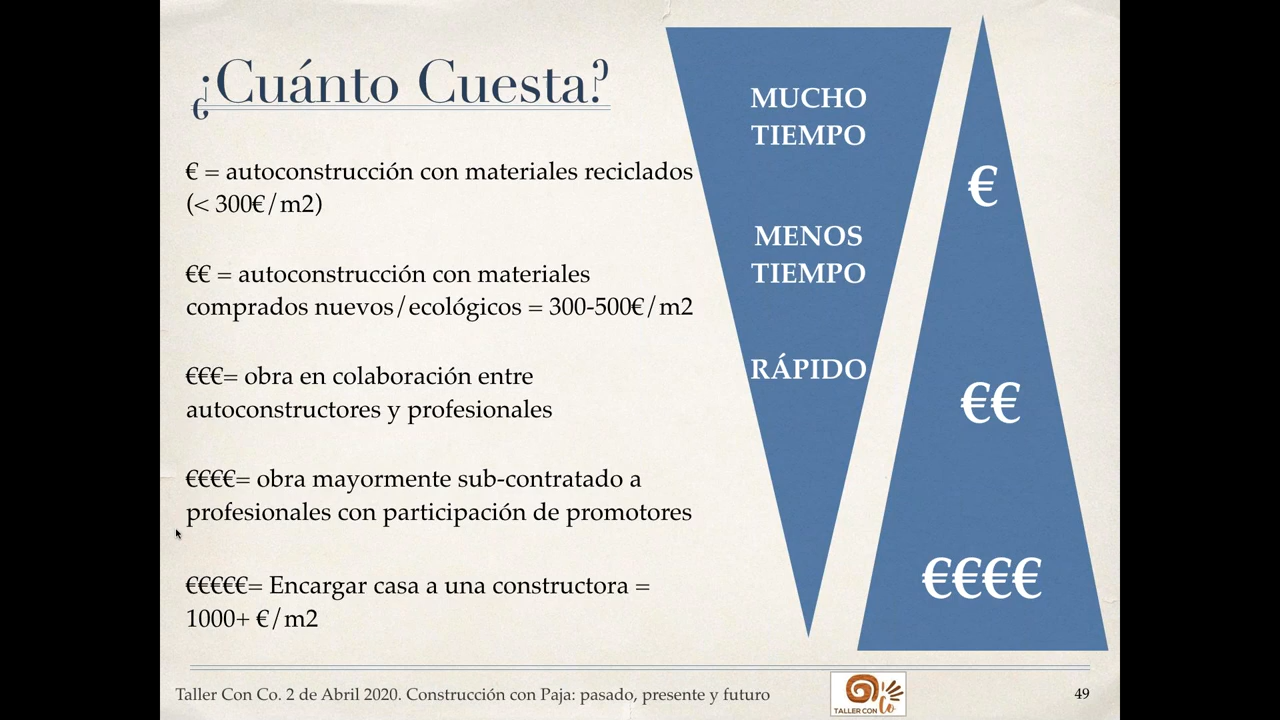 ¿Cuánto Cuesta?
€ = autoconstrucción con materiales reciclados
(< 300€/m2)
€€ = autoconstrucción con materiales
comprados nuevos/ecológicos = 300-500€/m2
€€€= obra en colaboración entre
autoconstructores y profesionales
€€€€= obra mayormente sub-contratado a
profesionales con participación de promotores
€€€€€= Encargar casa a una constructora =
1000+ €/m2
MUCHO
TIEMPO
MENOS
TIEMPO
RÁPIDO
€
€€
€€€€
Taller Con Co. 2 de Abril 2020. Construcción con Paja: pasado, presente y futuro
TALLER CON Co
49